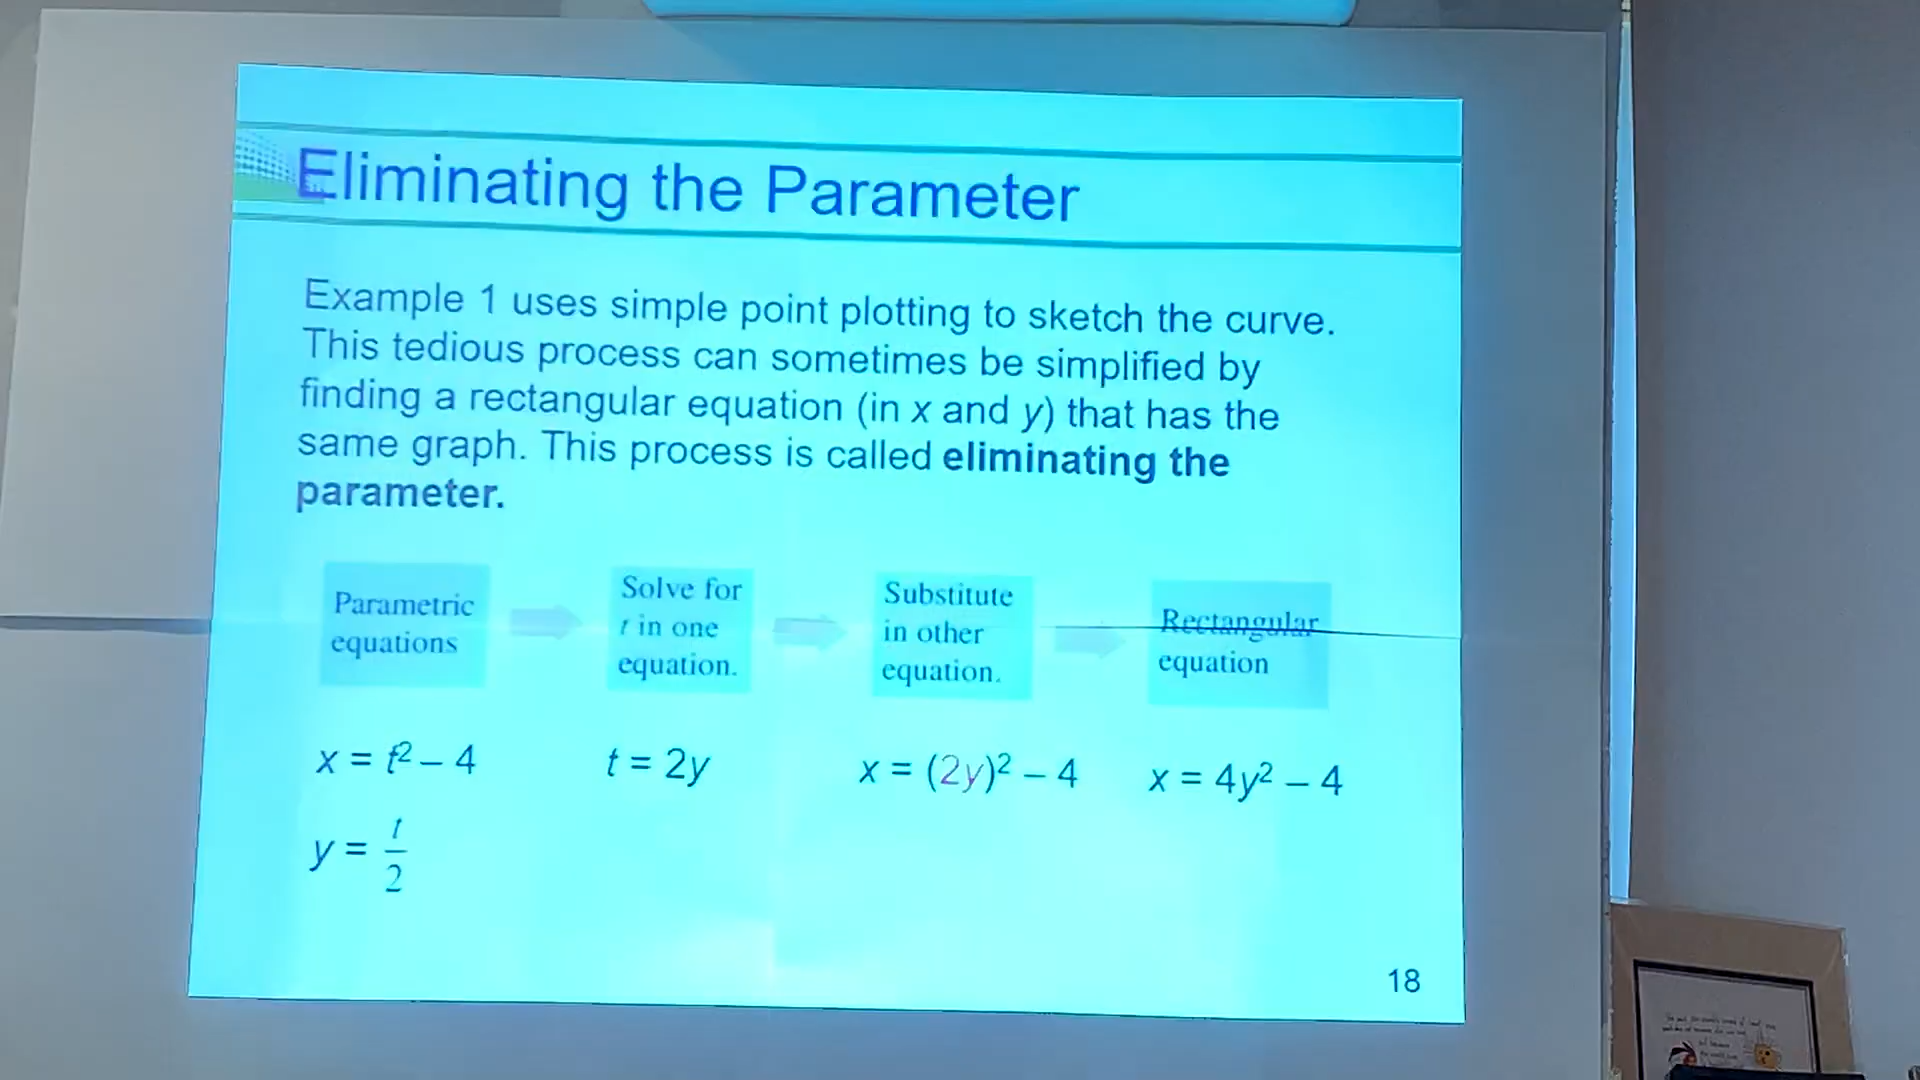 Eliminating the Parameter
Example 1 uses simple point plotting to sketch the curve.
This tedious process can sometimes be simplified by
finding a rectangular equation (in x and y) that has the
same graph. This process is called eliminating the
parameter.
Parametric
equations
Solve for
t in one
equation.
Substitute
in other
equation.
Rectangular
equation
x = t² – 4
t = 2y
x = (2y)² – 4
x = 4y² – 4
y = t/2
18